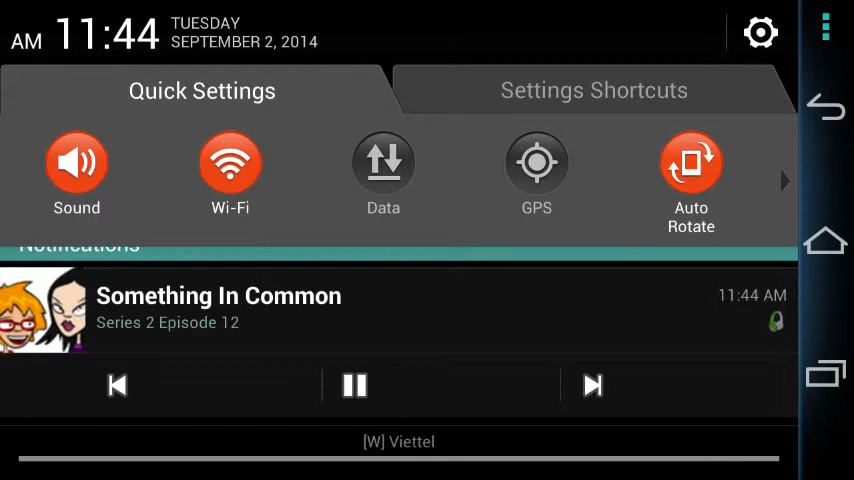 AM 11:44
TUESDAY
SEPTEMBER 2, 2014
Quick Settings
Settings Shortcuts
Sound
Wi-Fi
Data
GPS
Auto
Rotate
Notifications
Something In Common
11:44 AM
Series 2 Episode 12
[W] Viettel